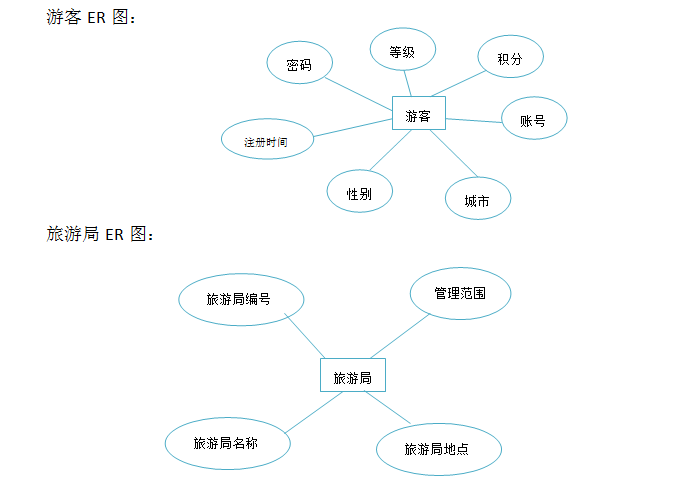 游客 ER 图：
等级
密码
积分
游客
账号
注册时间
性别
城市
旅游局 ER 图：
旅游局编号
管理范围
旅游局
旅游局名称
旅游局地点